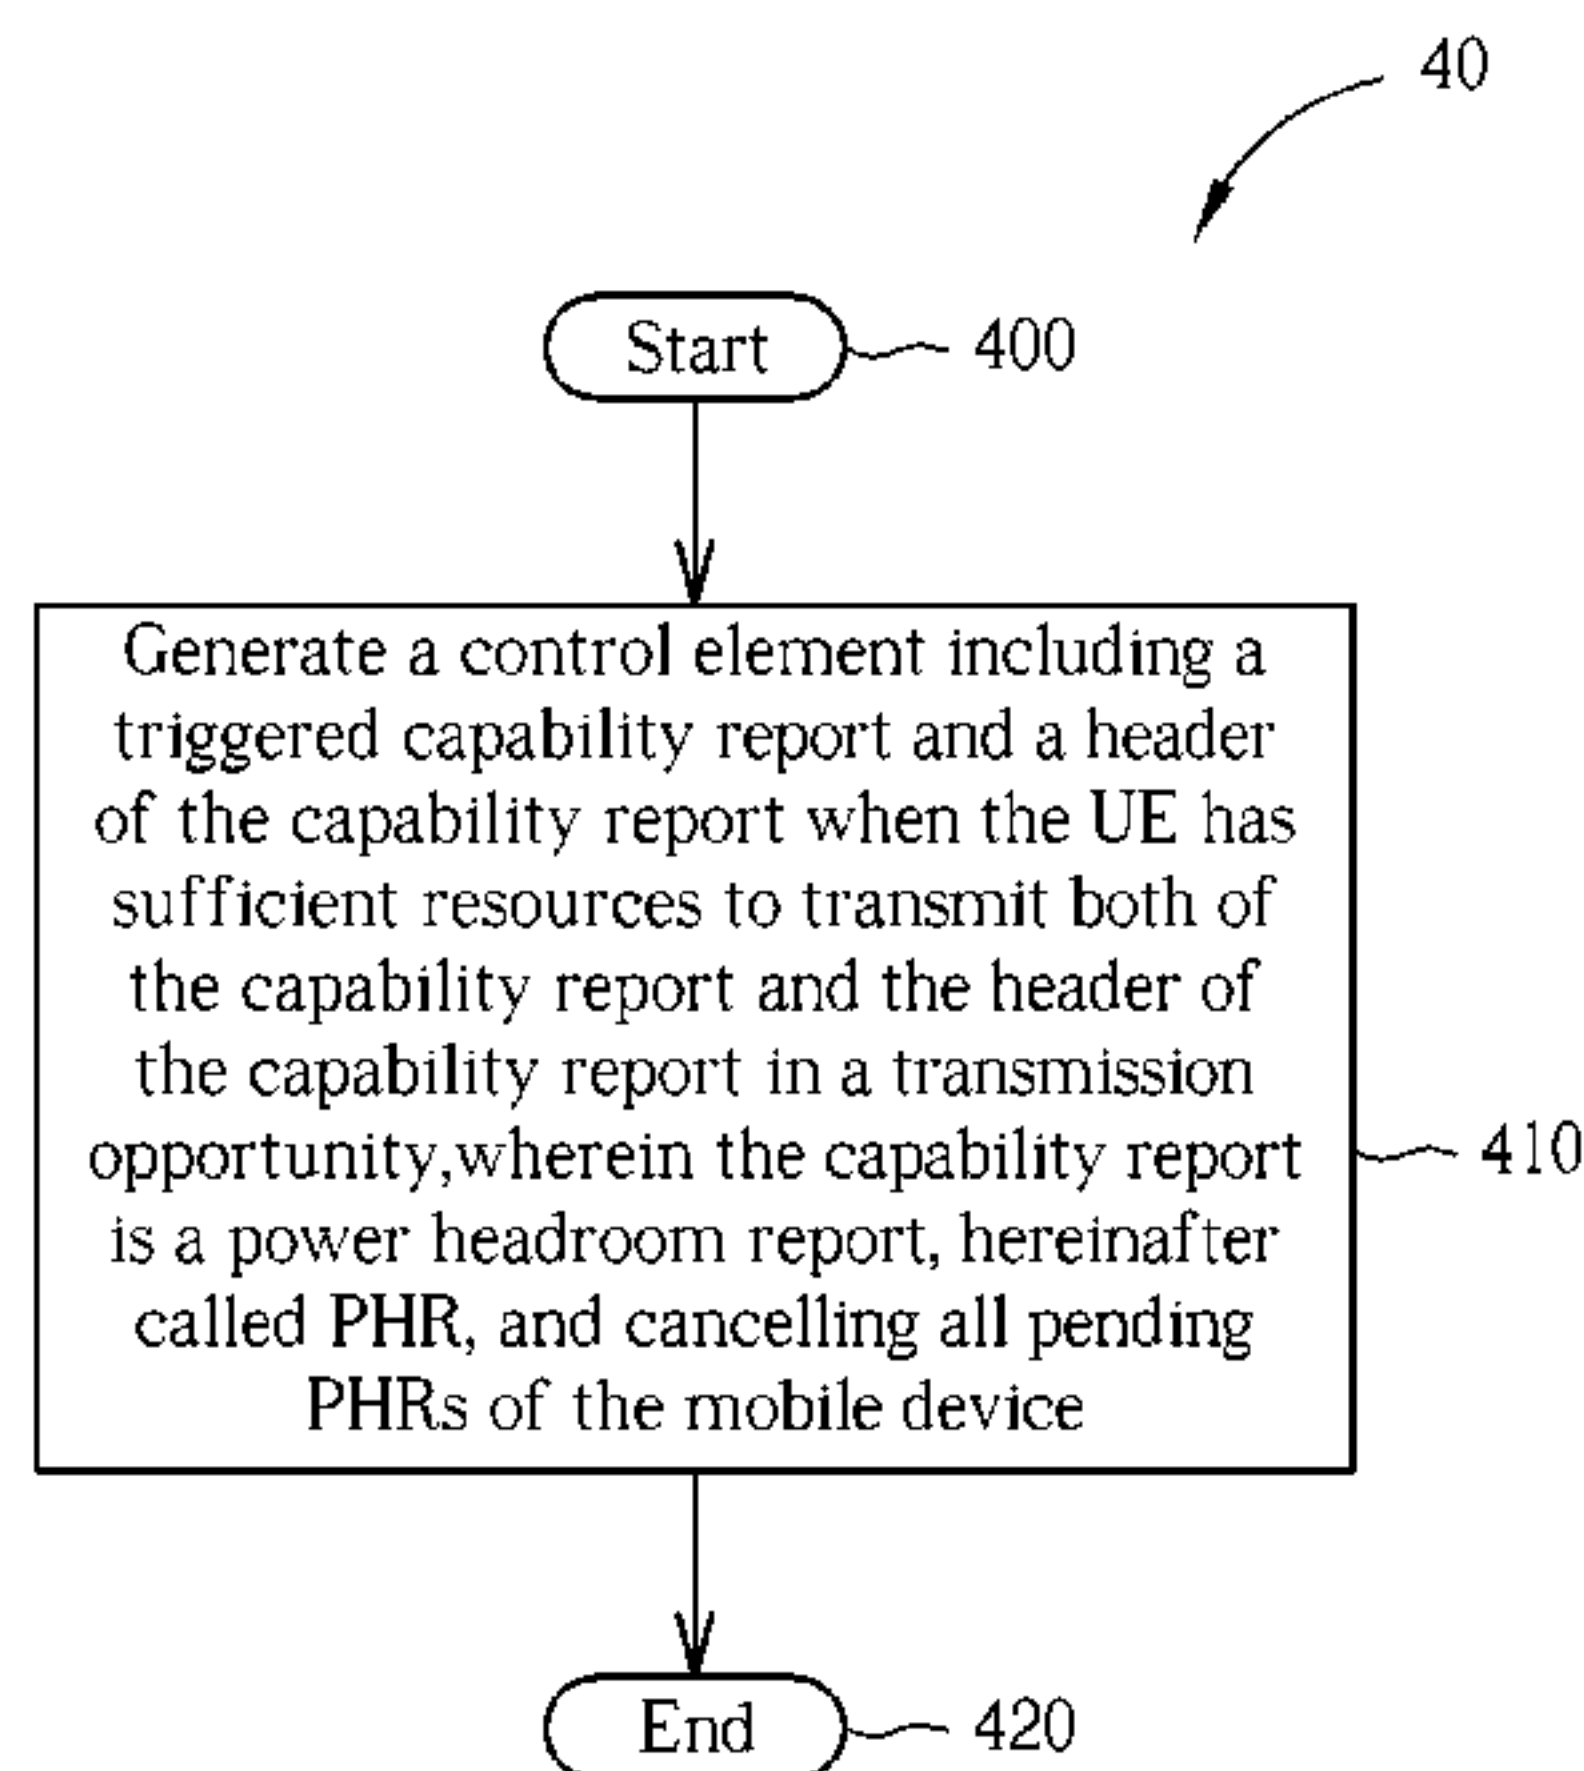 40
Start
400
Generate a control element including a
triggered capability report and a header
of the capability report when the UE has
sufficient resources to transmit both of
the capability report and the header of
the capability report in a transmission
opportunity,wherein the capability report
is a power headroom report, hereinafter
called PHR, and cancelling all pending
PHRs of the mobile device
410
End
420